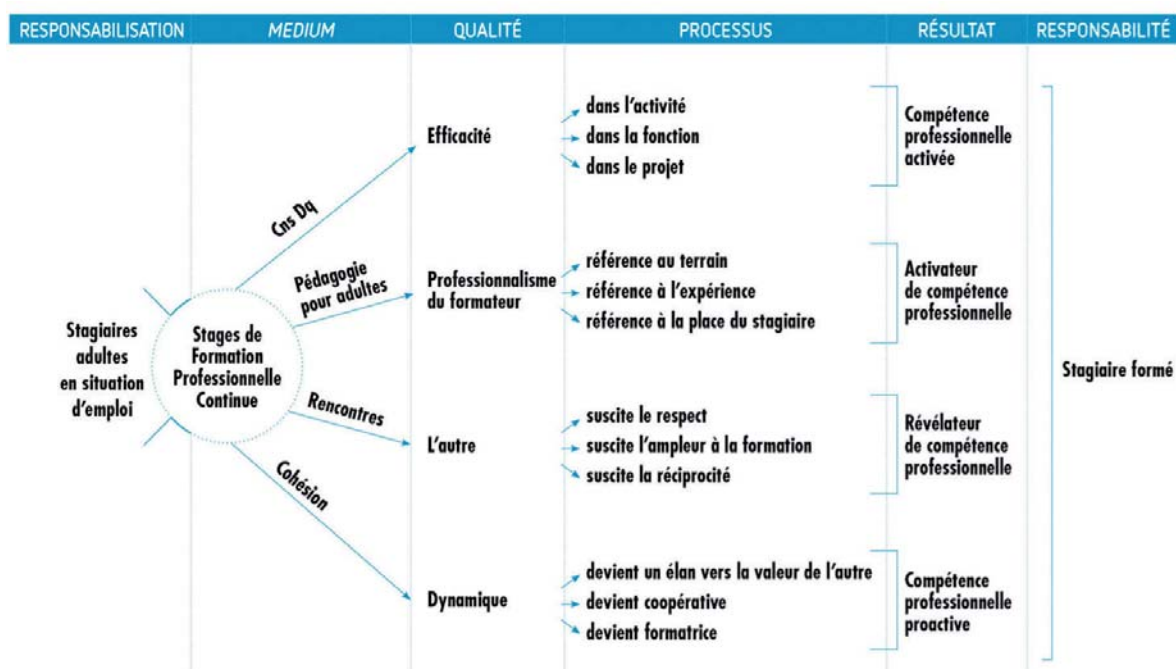 RESPONSABILISATION
MEDIUM
QUALITÉ
PROCESSUS
RÉSULTAT
RESPONSABILITÉ
Stagiaires
adultes
en situation
d'emploi
Stages de
Formation
Professionnelle
Continue
Cns Dq
Efficacité
dans l'activité
dans la fonction
dans le projet
Compétence
professionnelle
activée
Pédagogie
pour adultes
Professionnalisme
du formateur
référence au terrain
référence à l'expérience
référence à la place du stagiaire
Activateur
de compétence
professionnelle
Rencontres
L'autre
suscite le respect
suscite l'ampleur à la formation
suscite la réciprocité
Révélateur
de compétence
professionnelle
Cohésion
Dynamique
devient un élan vers la valeur de l'autre
devient coopérative
devient formatrice
Compétence
professionnelle
proactive
Stagiaire formé